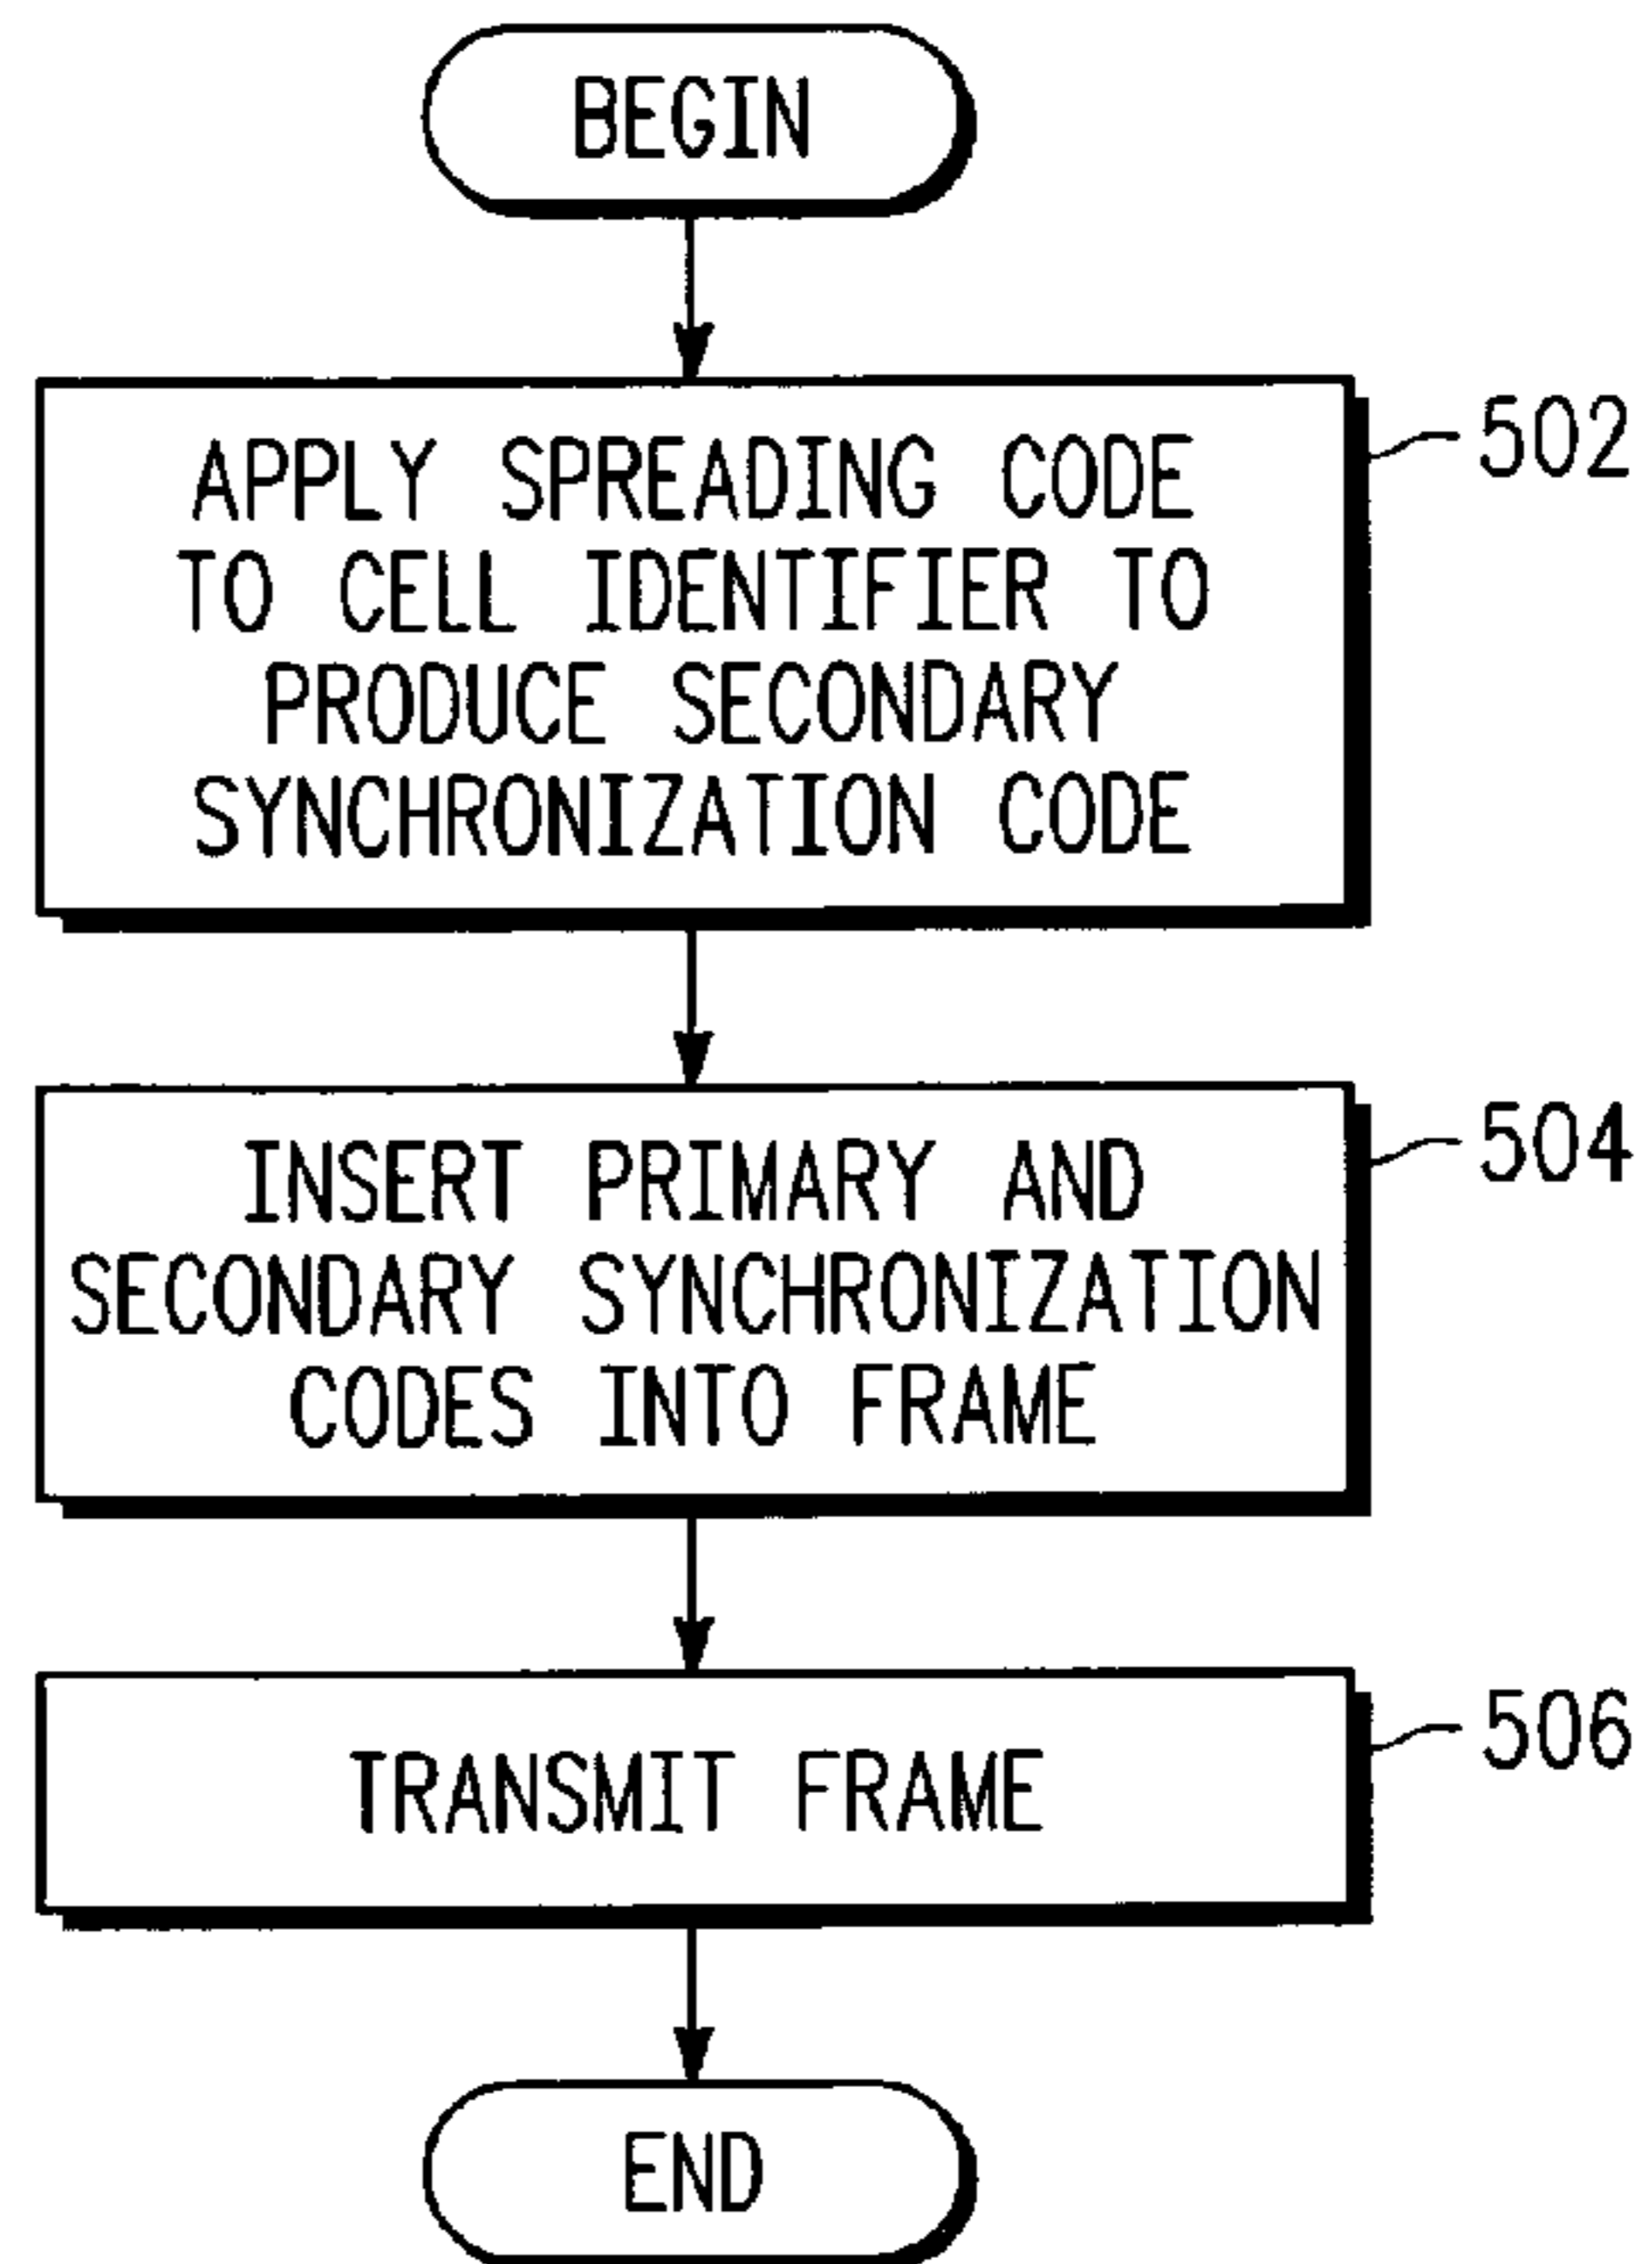 BEGIN
APPLY SPREADING CODE
TO CELL IDENTIFIER TO
PRODUCE SECONDARY
SYNCHRONIZATION CODE
502
INSERT PRIMARY AND
SECONDARY SYNCHRONIZATION
CODES INTO FRAME
504
TRANSMIT FRAME
506
END